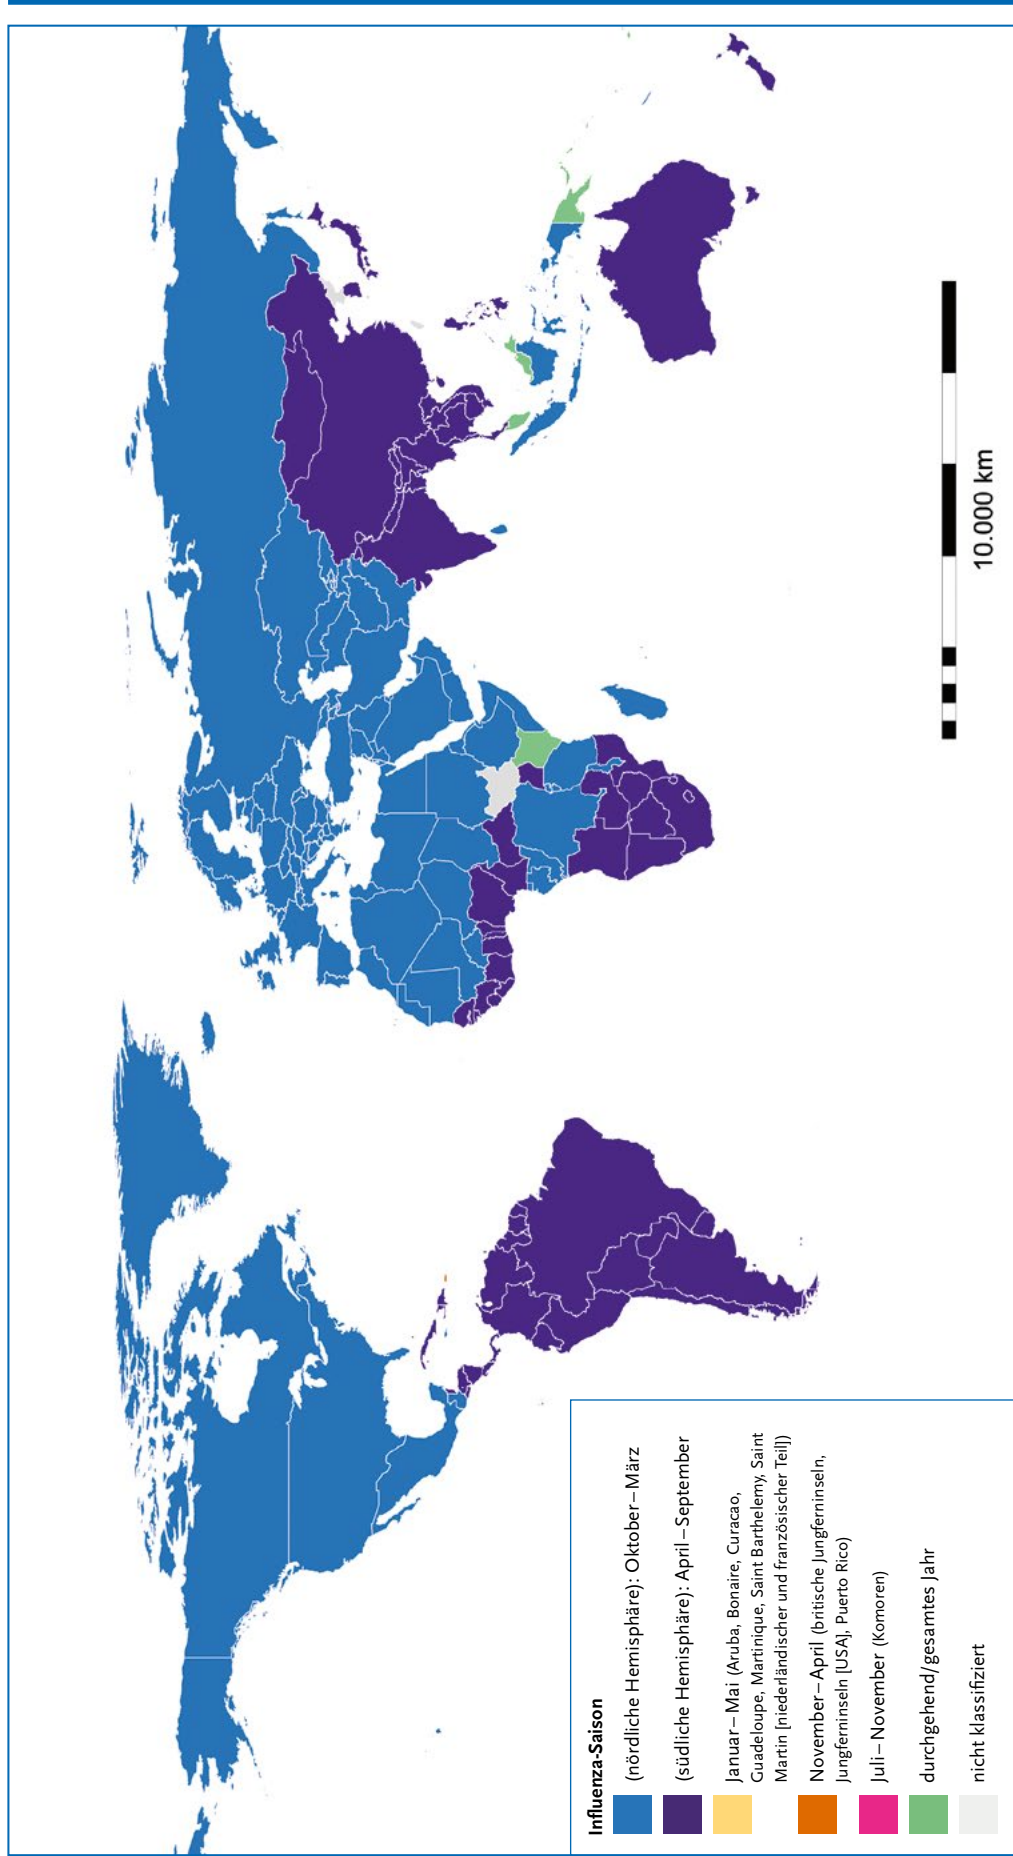 Influenza-Saison
(nördliche Hemisphäre): Oktober–März
(südliche Hemisphäre): April–September
Januar–Mai (Aruba, Bonaire, Curacao,
Guadeloupe, Martinique, Saint Barthelemy, Saint
Martin [niederländischer und französischer Teil])
November–April (britische Jungferninseln,
Jungferninseln [USA], Puerto Rico)
Juli–November (Komoren)
durchgehend/gesamtes Jahr
nicht klassifiziert
10.000 km